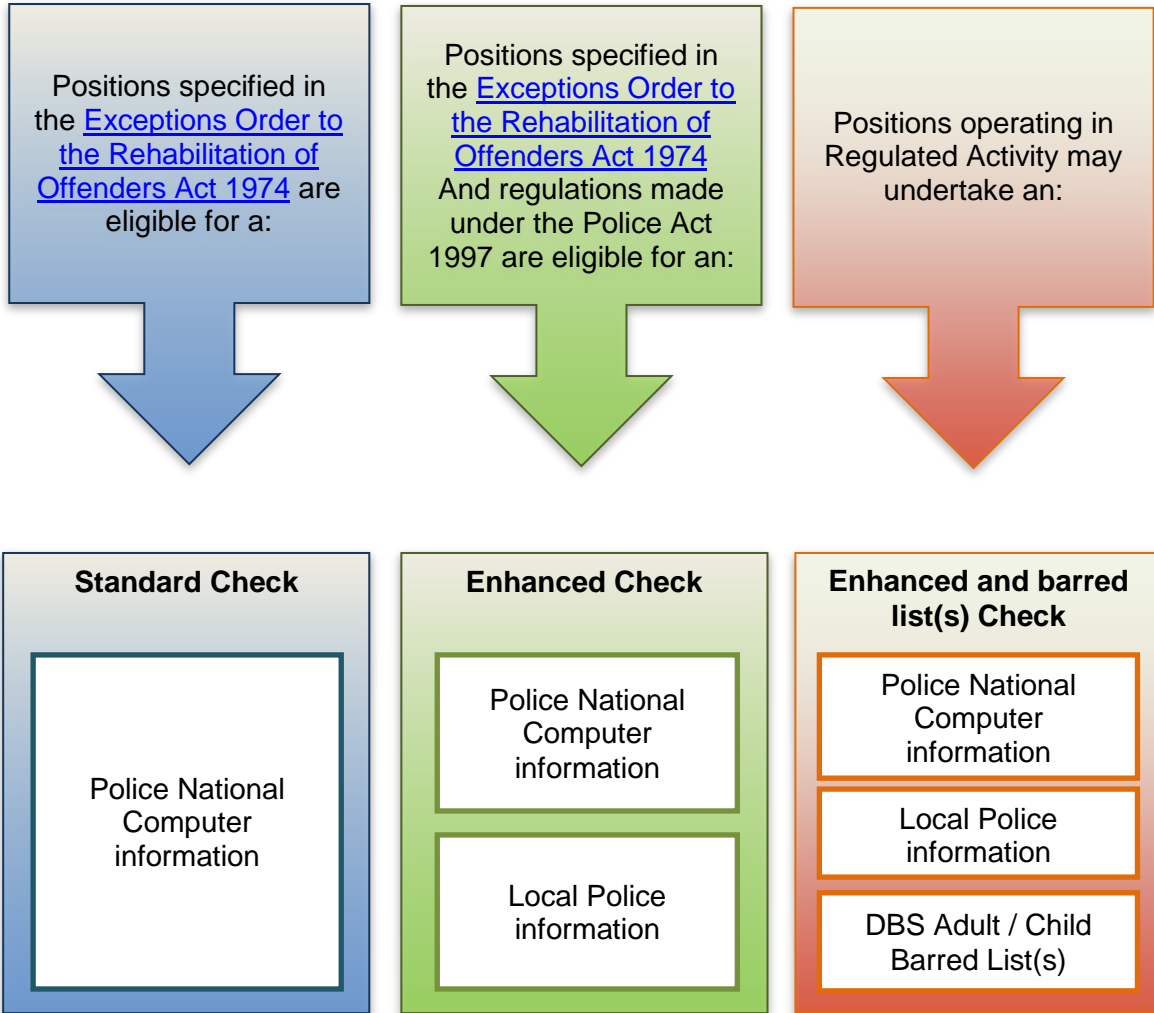 Positions specified in
the Exceptions Order to
the Rehabilitation of
Offenders Act 1974 are
eligible for a:
Positions specified in
the Exceptions Order to
the Rehabilitation of
Offenders Act 1974
And regulations made
under the Police Act
1997 are eligible for an:
Positions operating in
Regulated Activity may
undertake an:
Standard Check
Police National
Computer
information
Enhanced Check
Police National
Computer
information
Local Police
information
Enhanced and barred
list(s) Check
Police National
Computer
information
Local Police
information
DBS Adult / Child
Barred List(s)